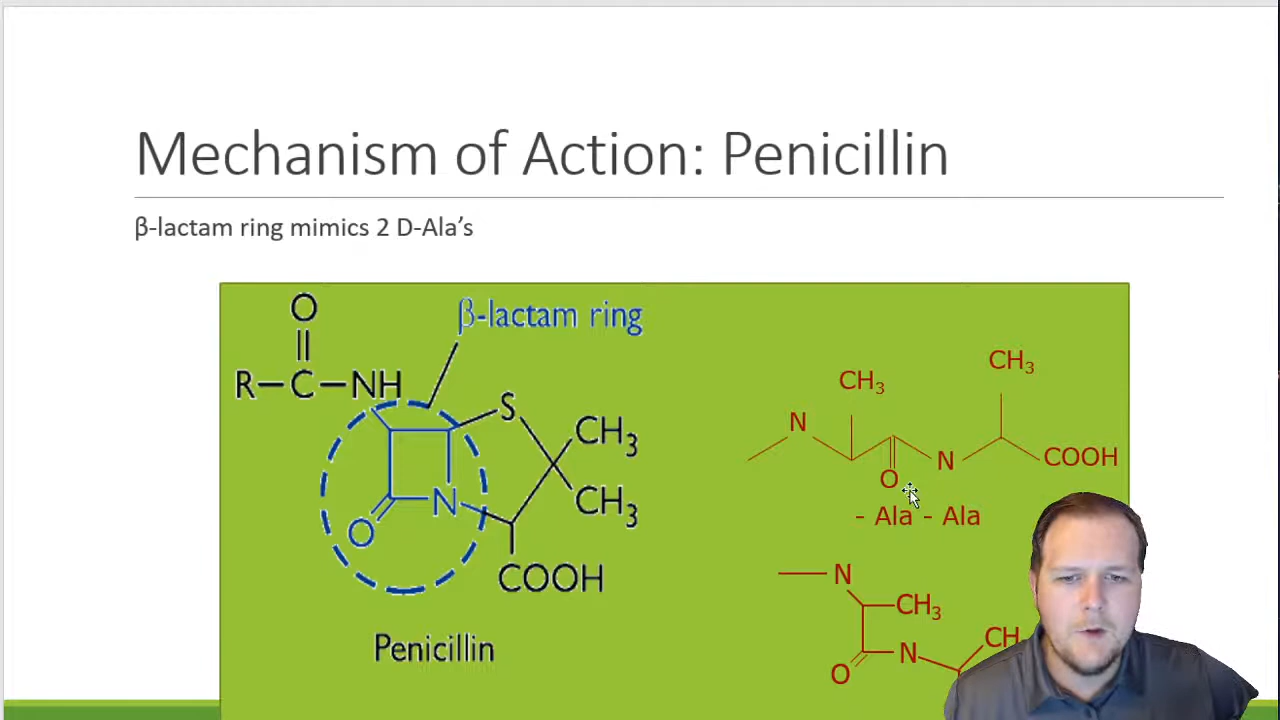 Mechanism of Action: Penicillin
β-lactam ring mimics 2 D-Ala’s
O
β-lactam ring
R–C–NH
S
CH3
CH3
N
O
COOH
Penicillin
CH3
CH3
N
N
COOH
O
- Ala - Ala
N
CH3
CH
N
O